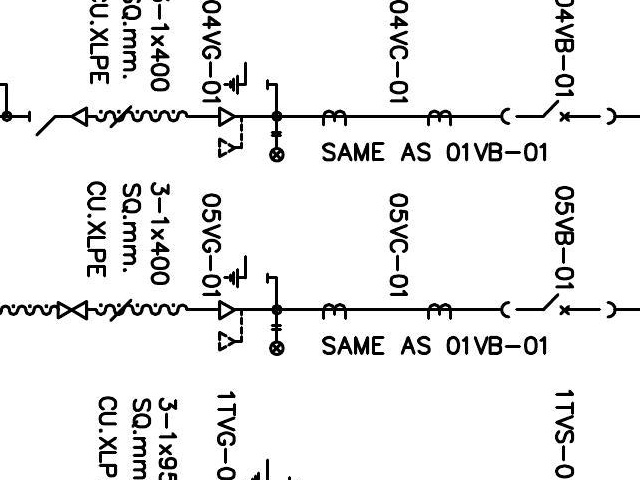 3-1x400
SQ.mm.
CU.XLPE
04VG-01
04VC-01
04VB-01
SAME AS 01VB-01
3-1x400
SQ.mm.
CU.XLPE
05VG-01
05VC-01
05VB-01
SAME AS 01VB-01
3-1x95
SQ.mm
CU.XLP
1TVG-0
1TVS-0